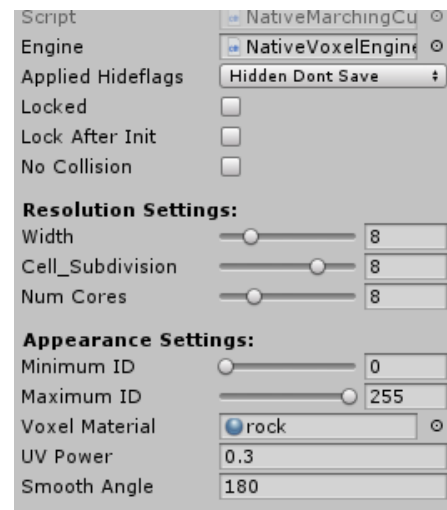 Script NativeMarchingCu
Engine NativeVoxelEngine
Applied Hideflags Hidden Dont Save
Locked
Lock After Init
No Collision
Resolution Settings:
Width 8
Cell_Subdivision 8
Num Cores 8
Appearance Settings:
Minimum ID 0
Maximum ID 255
Voxel Material rock
UV Power 0.3
Smooth Angle 180